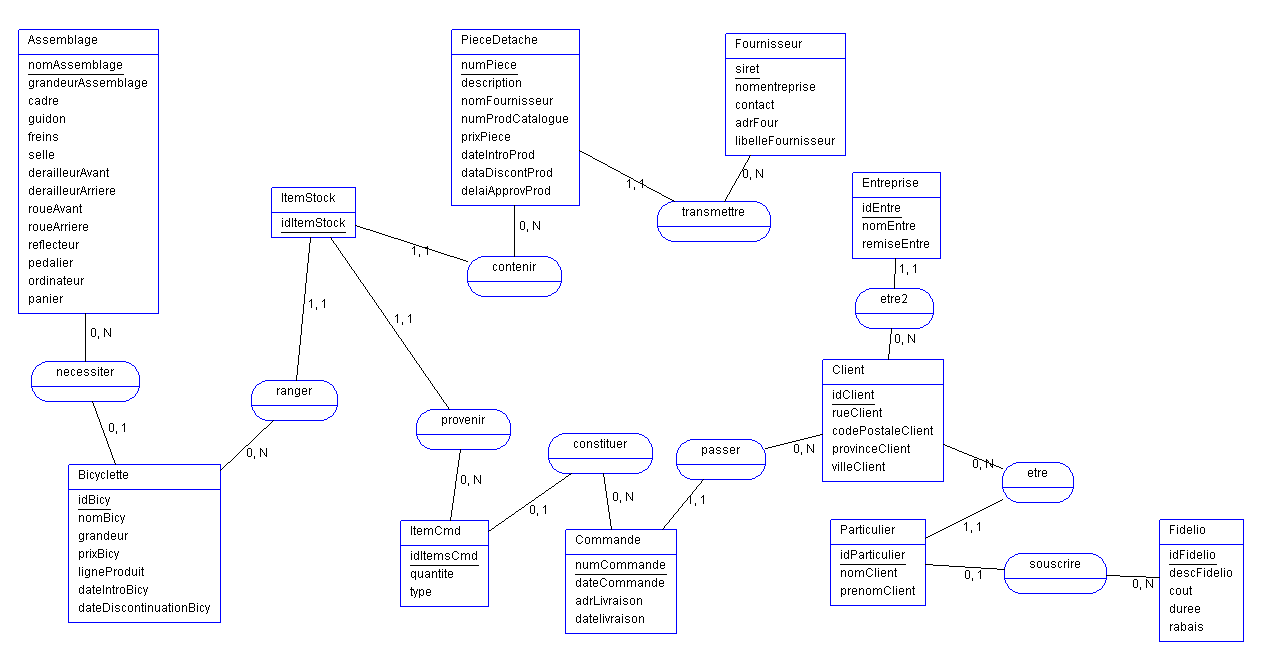 Assemblage
nomAssemblage
grandeurAssemblage
cadre
guidon
freins
selle
derailleurAvant
derailleurArriere
roueAvant
roueArriere
reflecteur
pedalier
ordinateur
panier
0, N
necessiter
0, 1
Bicyclette
idBicy
nomBicy
grandeur
prixBicy
ligneProduit
dateIntroBicy
dateDiscontinuationBicy
ItemStock
idItemStock
1, 1
ranger
0, N
1, 1
contenir
0, N
PieceDetache
numPiece
description
nomFournisseur
numProdCatalogue
prixPiece
dateIntroProd
dataDiscontProd
delaiApprovProd
1, 1
transmettre
0, N
Fournisseur
siret
nomentreprise
contact
adrFour
libelleFournisseur
1, 1
provenir
0, N
ItemCmd
idItemsCmd
quantite
type
0, 1
constituer
0, N
Commande
numCommande
dateCommande
adrLivraison
datelivraison
1, 1
passer
0, N
Entreprise
idEntre
nomEntre
remiseEntre
1, 1
etre2
0, N
Client
idClient
rueClient
codePostaleClient
provinceClient
villeClient
0, N
etre
1, 1
Particulier
idParticulier
nomClient
prenomClient
0, 1
souscrire
0, N
Fidelio
idFidelio
descFidelio
cout
duree
rabais